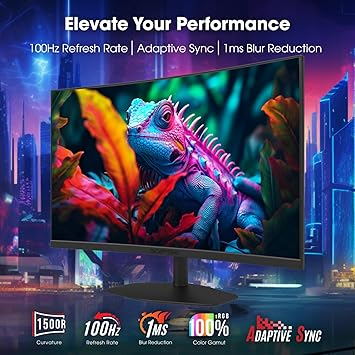 Elevate Your Performance
100Hz Refresh Rate | Adaptive Sync | 1ms Blur Reduction
1500R
Curvature
100Hz
Refresh Rate
1MS
Blur Reduction
100% sRGB
Color Gamut
ADAPTIVE SYNC